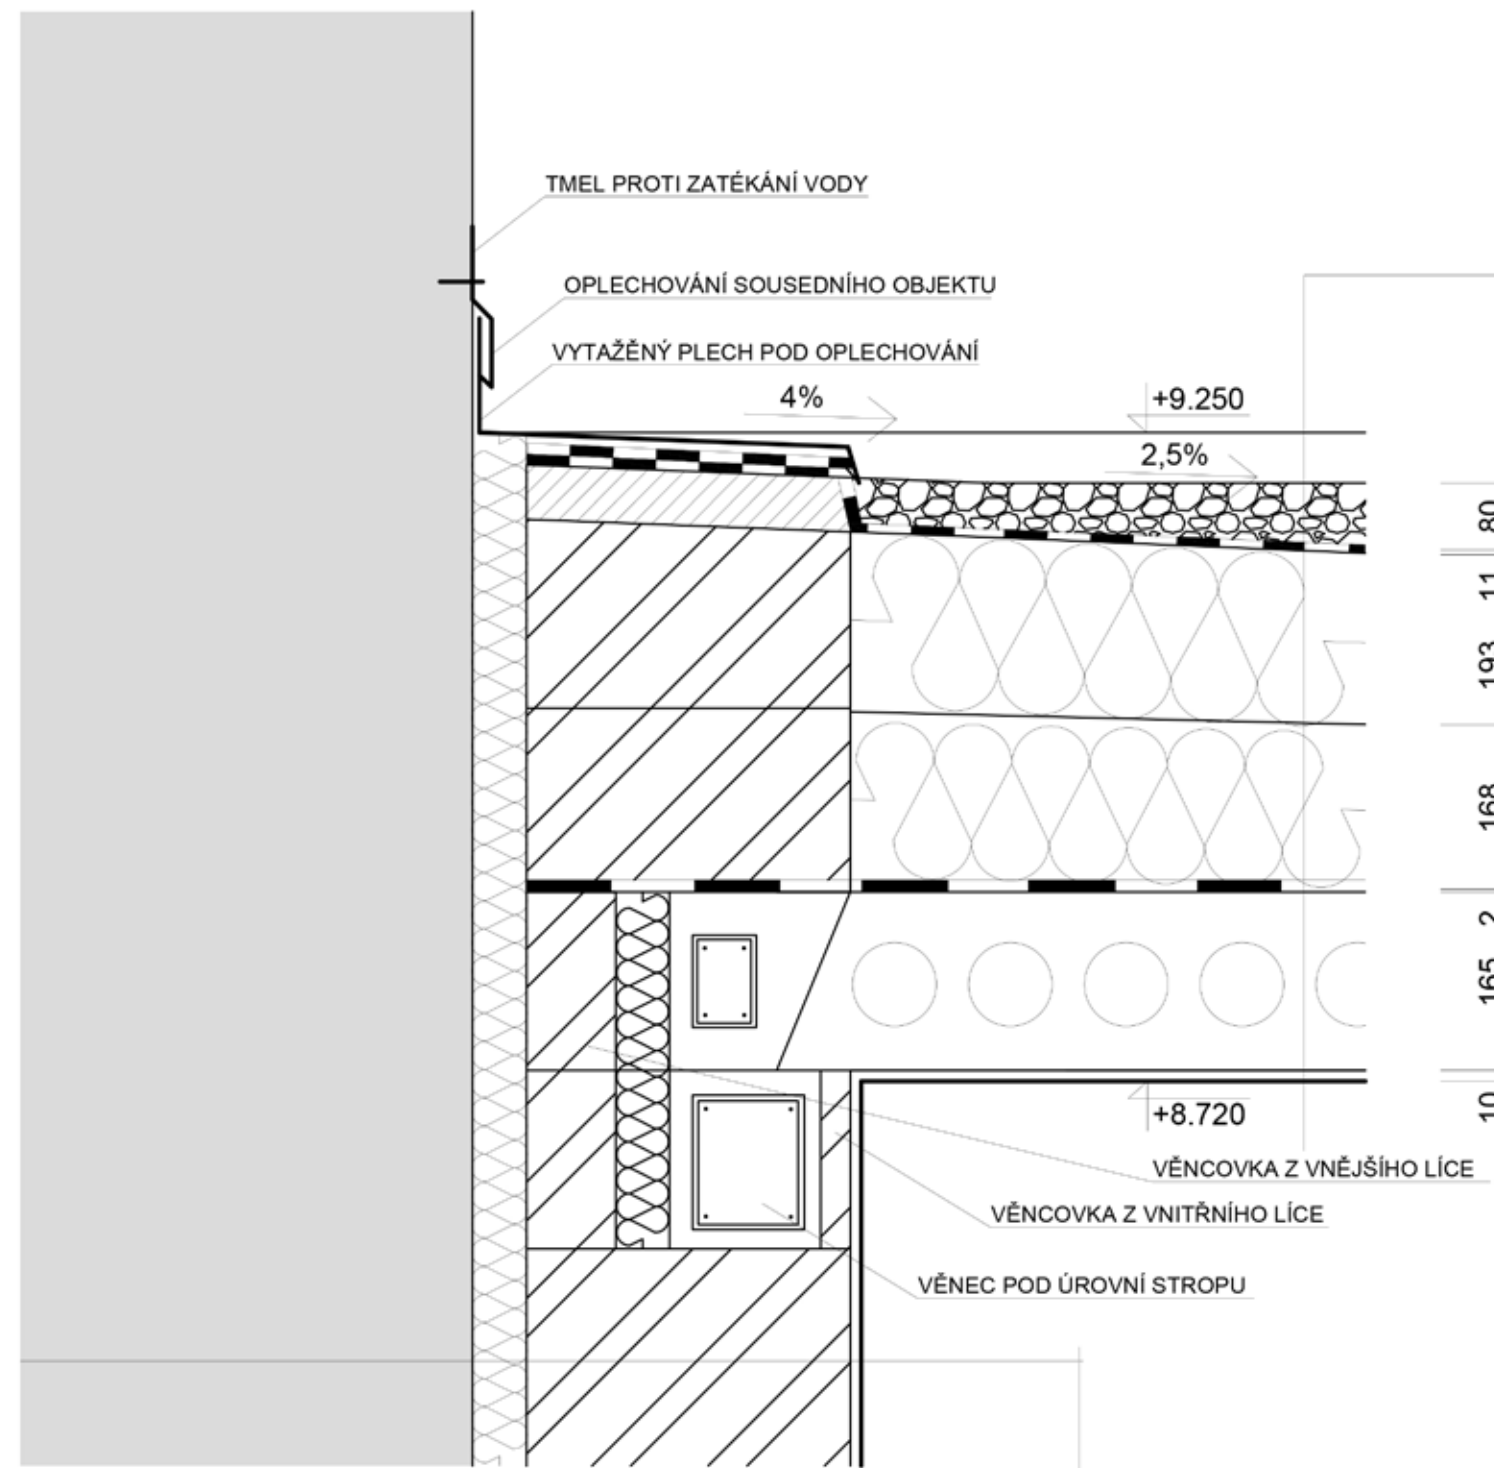 TMEL PROTI ZATÉKÁNÍ VODY
OPLECHOVÁNÍ SOUSEDNÍHO OBJEKTU
VYTAŽĚNÝ PLECH POD OPLECHOVÁNÍ
4%
+9.250
2,5%
80
11
193
168
2
165
10
+8.720
VĚNCOVKA Z VNĚJŠÍHO LÍCE
VĚNCOVKA Z VNITŘNÍHO LÍCE
VĚNEC POD ÚROVNÍ STROPU